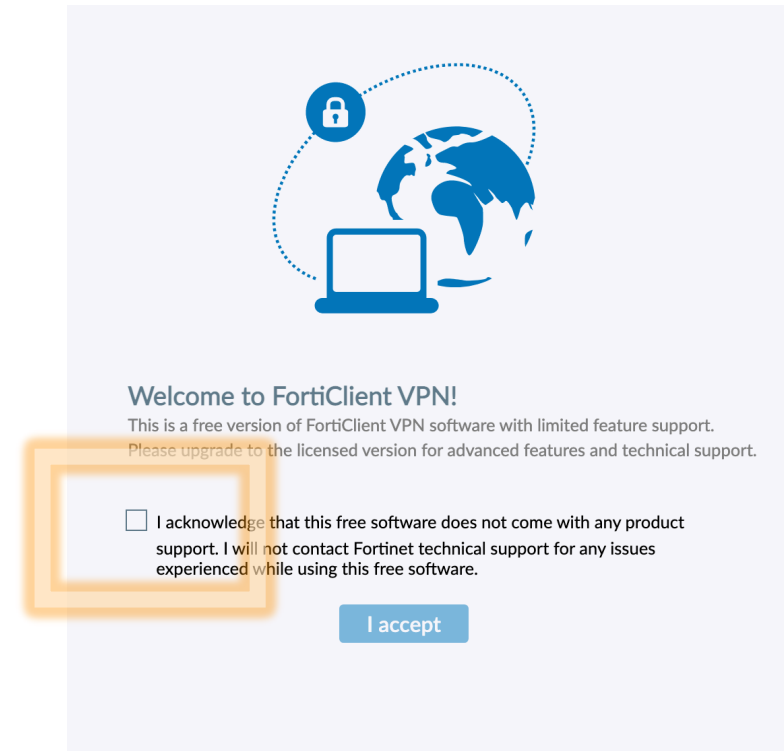 Welcome to FortiClient VPN!
This is a free version of FortiClient VPN software with limited feature support.
Please upgrade to the licensed version for advanced features and technical support.
I acknowledge that this free software does not come with any product
support. I will not contact Fortinet technical support for any issues
experienced while using this free software.
I accept